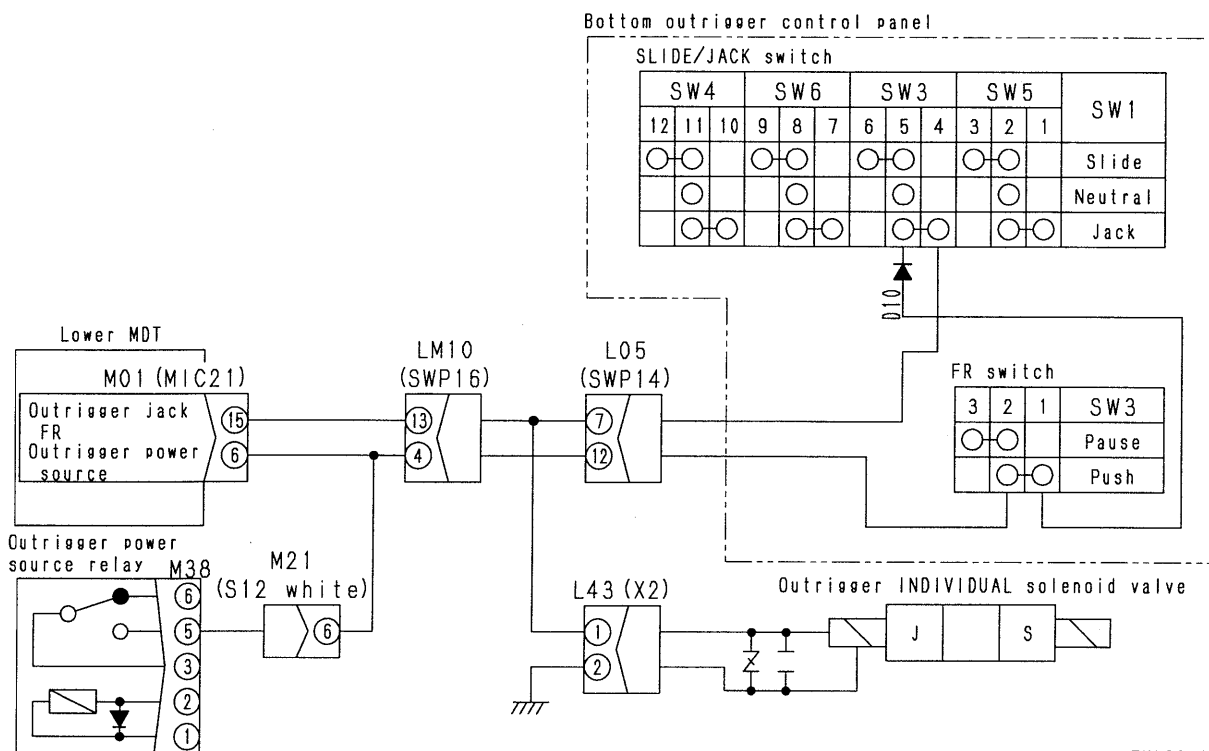 Bottom outrigger control panel
SLIDE/JACK switch
SW4 SW6 SW3 SW5 SW1
12 11 10 9 8 7 6 5 4 3 2 1
Slide
Neutral
Jack
D10
Lower MDT
M01 (MIC21)
Outrigger jack
FR
Outrigger power
source
15
6
LM10
(SWP16)
13
4
L05
(SWP14)
7
12
FR switch
3 2 1 SW3
Pause
Push
Outrigger power
source relay
M38
6
5
3
2
1
M21
(S12 white)
6
L43 (X2)
1
2
Outrigger INDIVIDUAL solenoid valve
J S